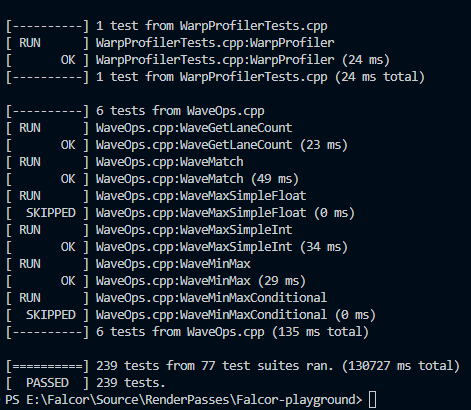 [----------] 1 test from WarpProfilerTests.cpp
[ RUN      ] WarpProfilerTests.cpp:WarpProfiler
[       OK ] WarpProfilerTests.cpp:WarpProfiler (24 ms)
[----------] 1 test from WarpProfilerTests.cpp (24 ms total)
[----------] 6 tests from WaveOps.cpp
[ RUN      ] WaveOps.cpp:WaveGetLaneCount
[       OK ] WaveOps.cpp:WaveGetLaneCount (23 ms)
[ RUN      ] WaveOps.cpp:WaveMatch
[       OK ] WaveOps.cpp:WaveMatch (49 ms)
[ RUN      ] WaveOps.cpp:WaveMaxSimpleFloat
[  SKIPPED ] WaveOps.cpp:WaveMaxSimpleFloat (0 ms)
[ RUN      ] WaveOps.cpp:WaveMaxSimpleInt
[       OK ] WaveOps.cpp:WaveMaxSimpleInt (34 ms)
[ RUN      ] WaveOps.cpp:WaveMinMax
[       OK ] WaveOps.cpp:WaveMinMax (29 ms)
[ RUN      ] WaveOps.cpp:WaveMinMaxConditional
[  SKIPPED ] WaveOps.cpp:WaveMinMaxConditional (0 ms)
[----------] 6 tests from WaveOps.cpp (135 ms total)
[==========] 239 tests from 77 test suites ran. (130727 ms total)
[  PASSED  ] 239 tests.
PS E:\Falcor\Source\RenderPasses\Falcor-playground>